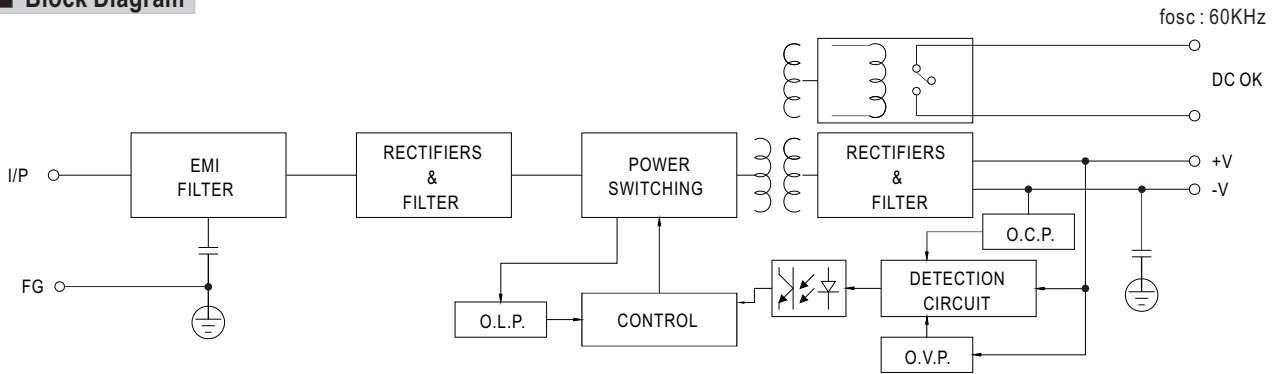 ■ Block Diagram
fosc : 60KHz
DC OK
I/P
EMI
FILTER
RECTIFIERS
&
FILTER
POWER
SWITCHING
RECTIFIERS
&
FILTER
+V
-V
O.C.P.
FG
O.L.P.
CONTROL
DETECTION
CIRCUIT
O.V.P.